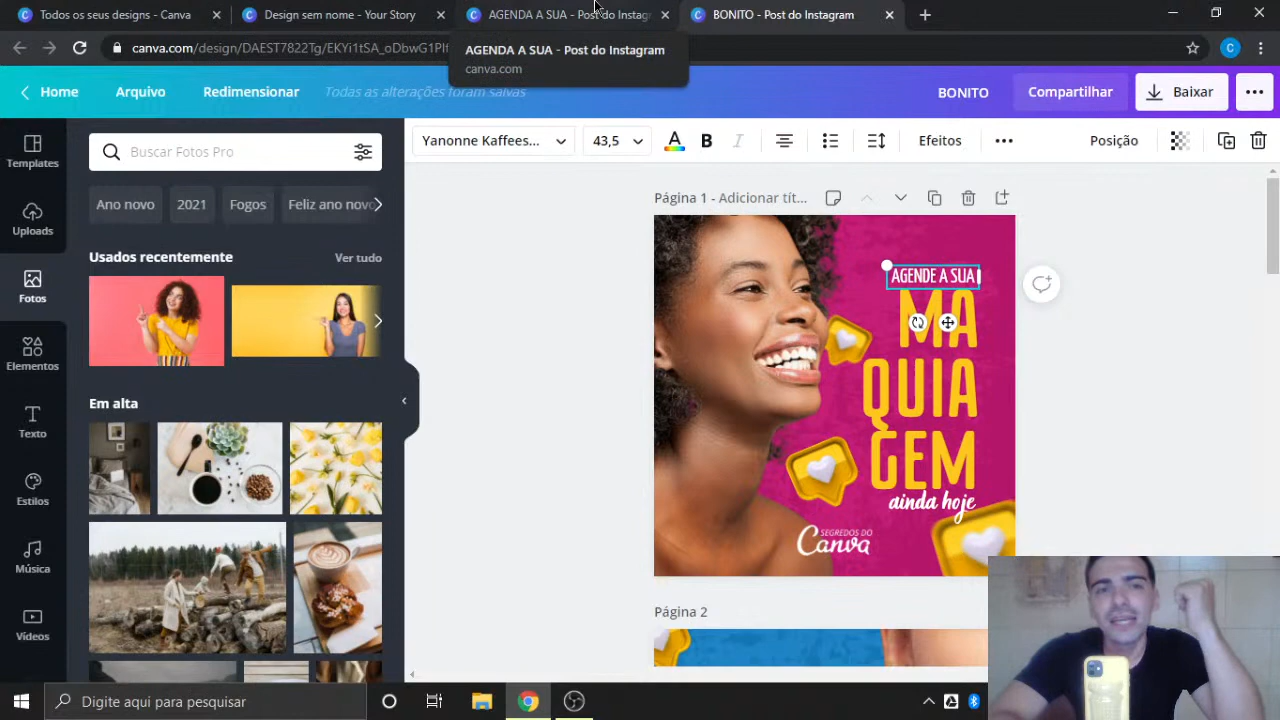 Todos os seus designs - Canva
Design sem nome - Your Story
AGENDA A SUA - Post do Instag
BONITO - Post do Instagram
canva.com/design/DAEST7822Tg/EKYi1tSA_oDbwG1PIf
AGENDA A SUA - Post do Instagram
canva.com
Home
Arquivo
Redimensionar
Todas as alterações foram salvas
BONITO
Compartilhar
Baixar
Templates
Uploads
Fotos
Elementos
Texto
Estilos
Música
Vídeos
Buscar Fotos Pro
Ano novo
2021
Fogos
Feliz ano novo
Usados recentemente
Ver tudo
Em alta
Yanonne Kaffees...
43,5
A
B
I
Efeitos
Posição
Página 1 - Adicionar tít...
AGENDE A SUA
MA
QUIA
GEM
ainda hoje
SEGREDOS DO
Canva
Página 2
Digite aqui para pesquisar